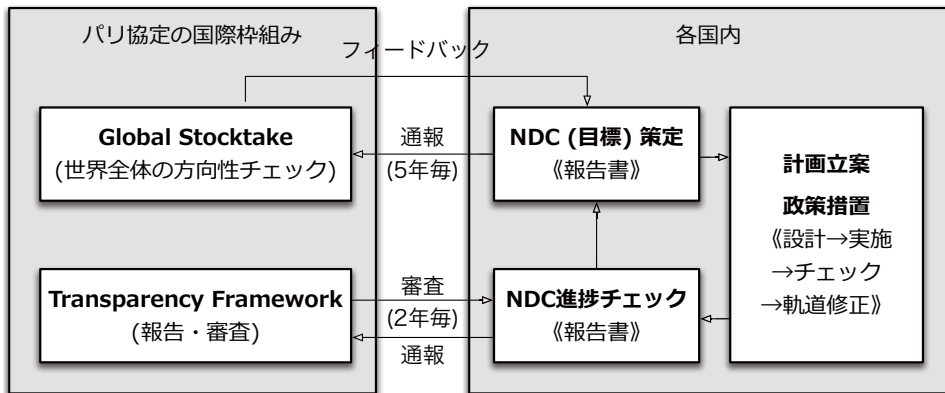 パリ協定の国際枠組み
各国内
フィードバック
Global Stocktake
(世界全体の方向性チェック)
通報
(5年毎)
NDC (目標) 策定
《報告書》
計画立案
政策措置
《設計→実施
→チェック
→軌道修正》
Transparency Framework
(報告・審査)
審査
(2年毎)
通報
NDC進捗チェック
《報告書》